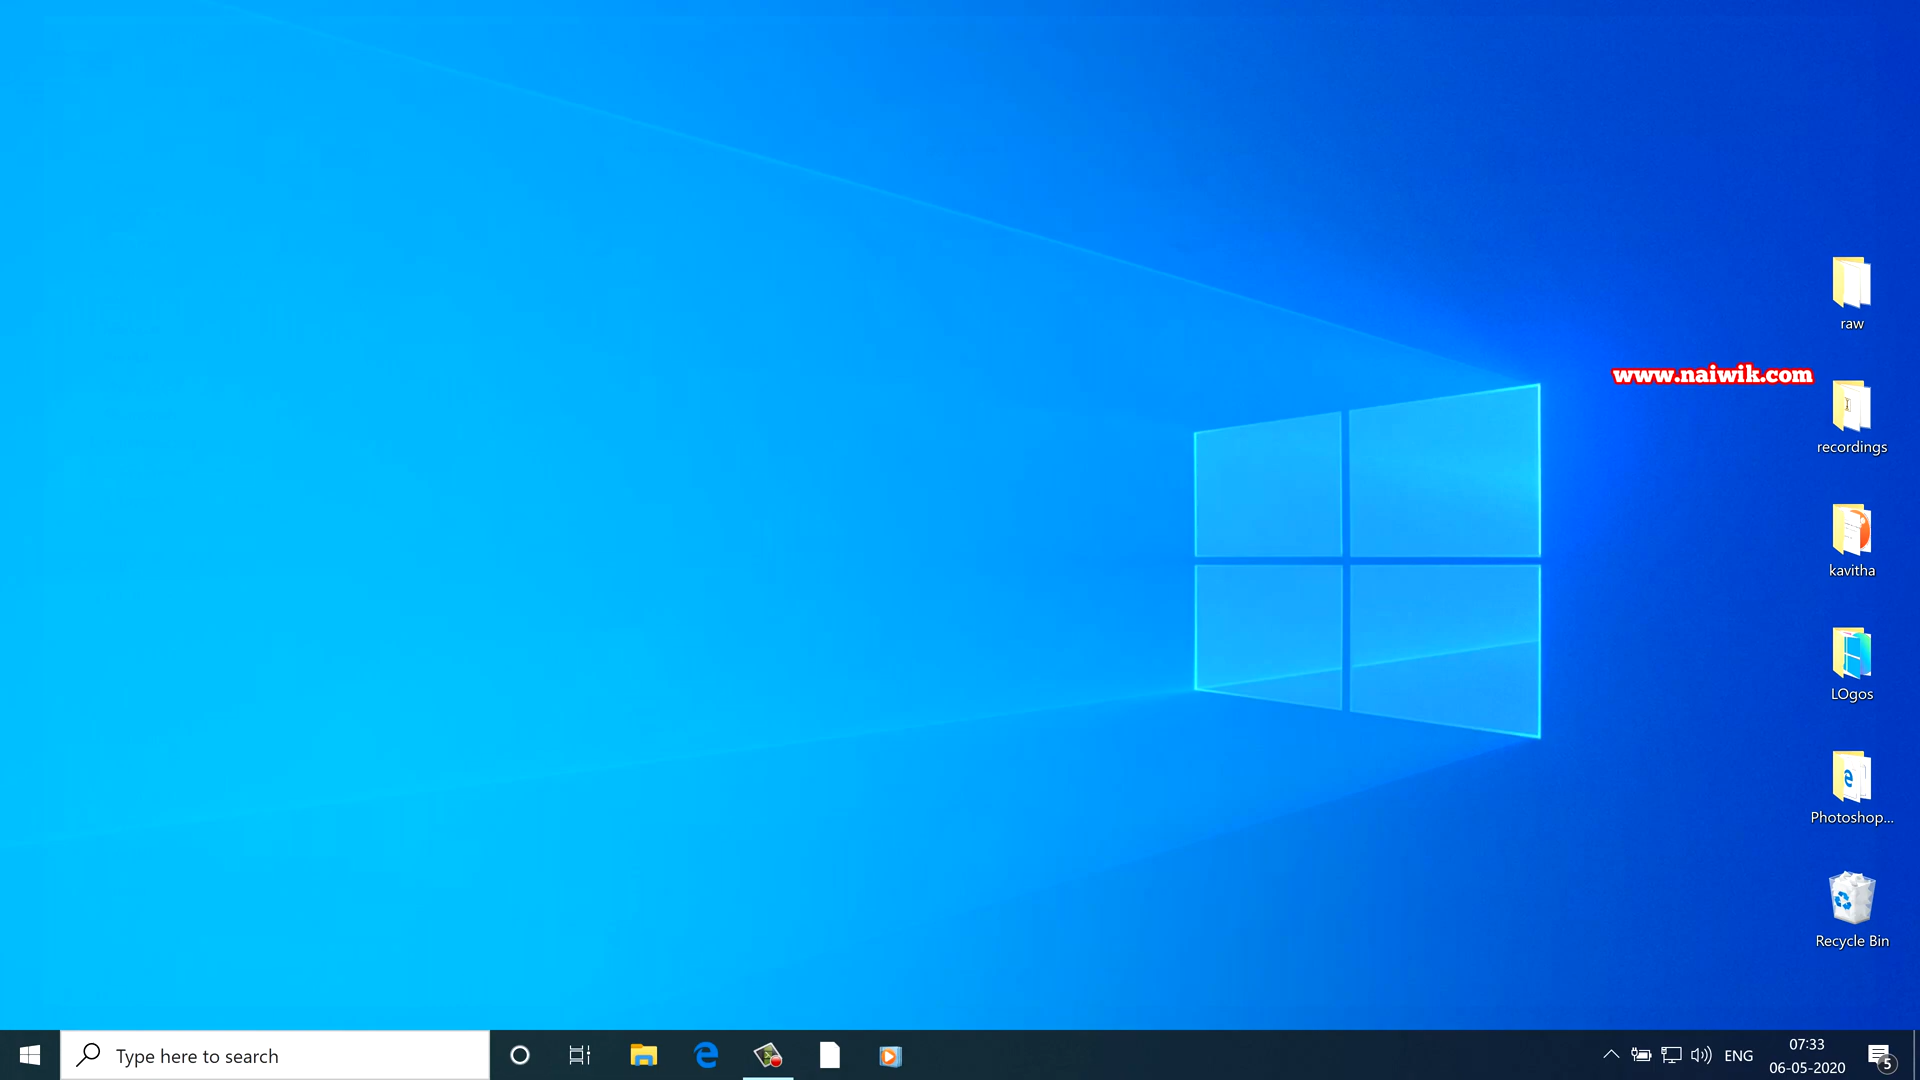 raw
www.naiwik.com
recordings
kavitha
LOgos
Photoshop...
Recycle Bin
Type here to search
ENG
07:33
06-05-2020
5